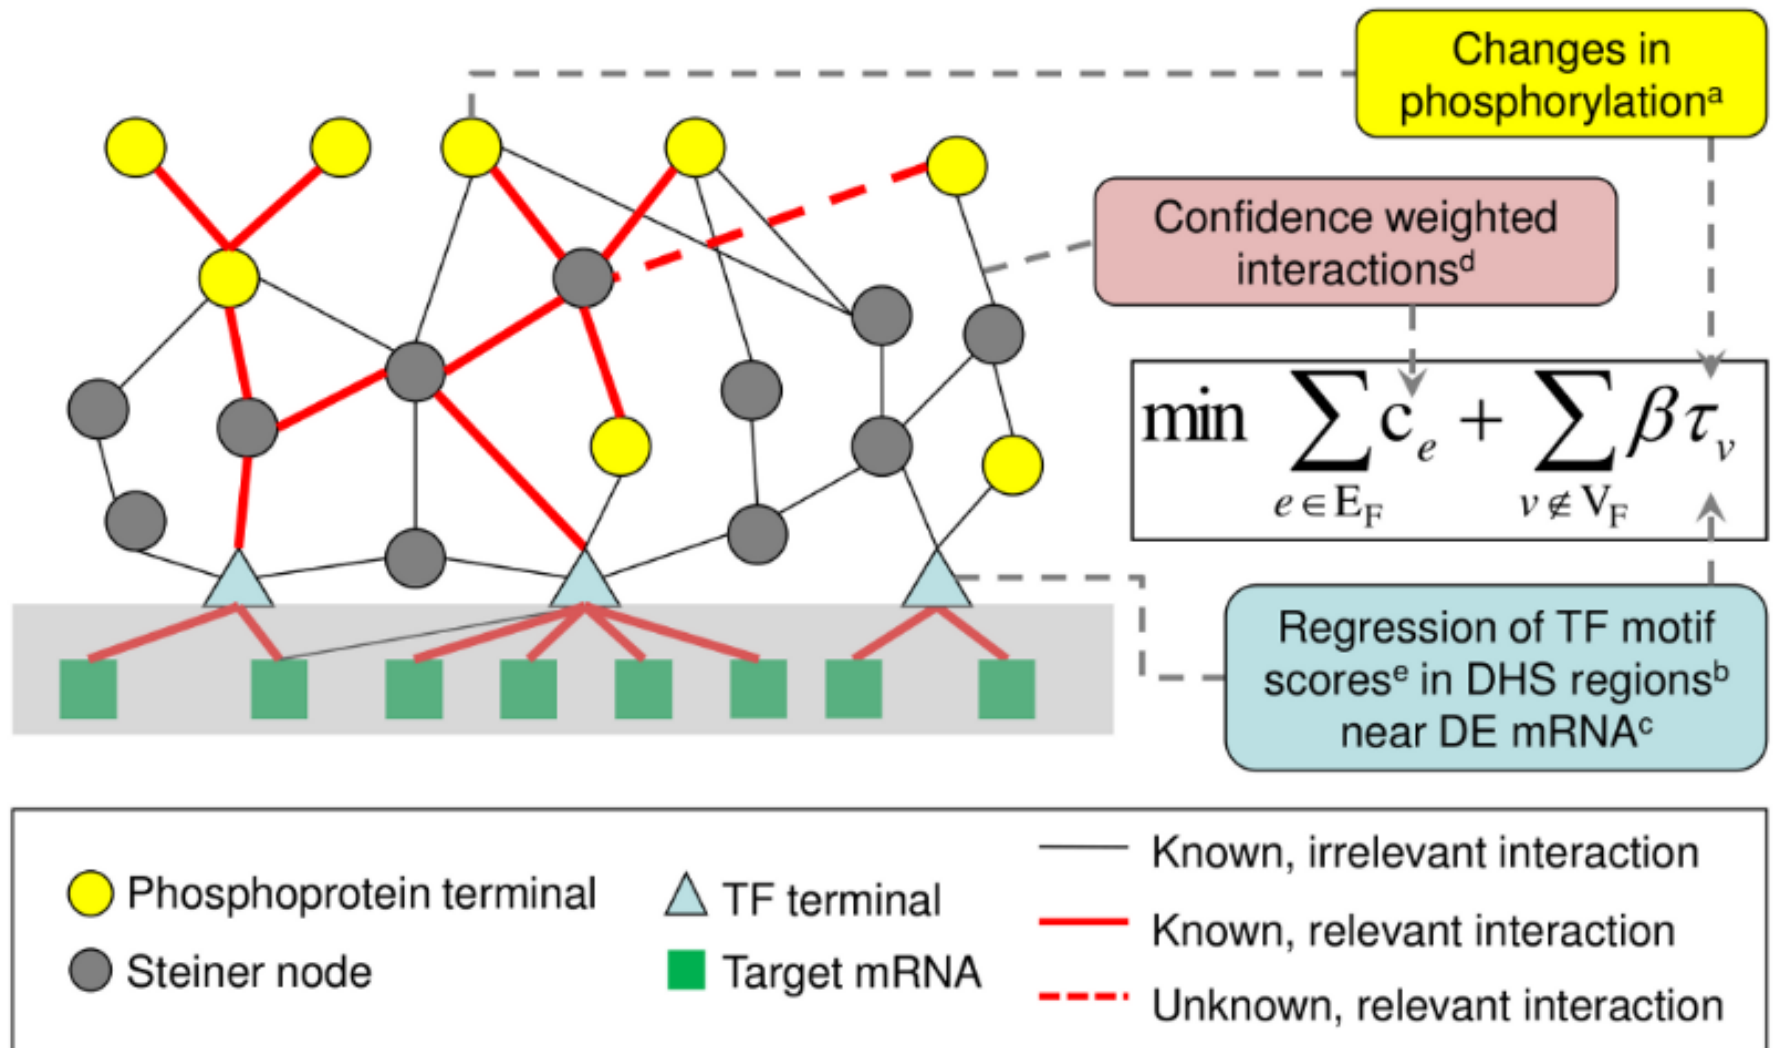 Changes in
phosphorylationᵃ
Confidence weighted
interactionsᵈ
min ∑ cₑ + ∑ βτᵥ
e ∈ E_F v ∉ V_F
Regression of TF motif
scoresᵉ in DHS regionsᵇ
near DE mRNAᶜ
Phosphoprotein terminal
Steiner node
TF terminal
Target mRNA
Known, irrelevant interaction
Known, relevant interaction
Unknown, relevant interaction